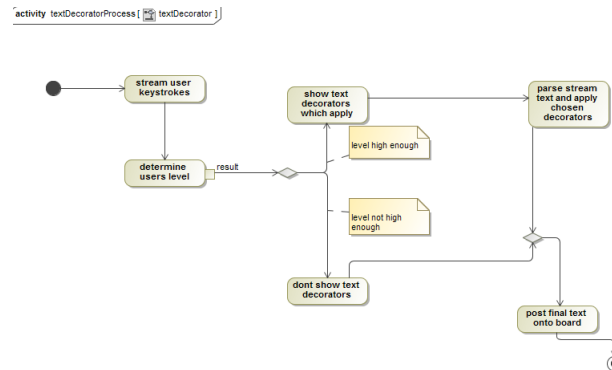 activity textDecoratorProcess [ textDecorator ]
stream user
keystrokes
show text
decorators
which apply
parse stream
text and apply
chosen
decorators
level high enough
determine
users level
result
level not high
enough
dont show text
decorators
post final text
onto board